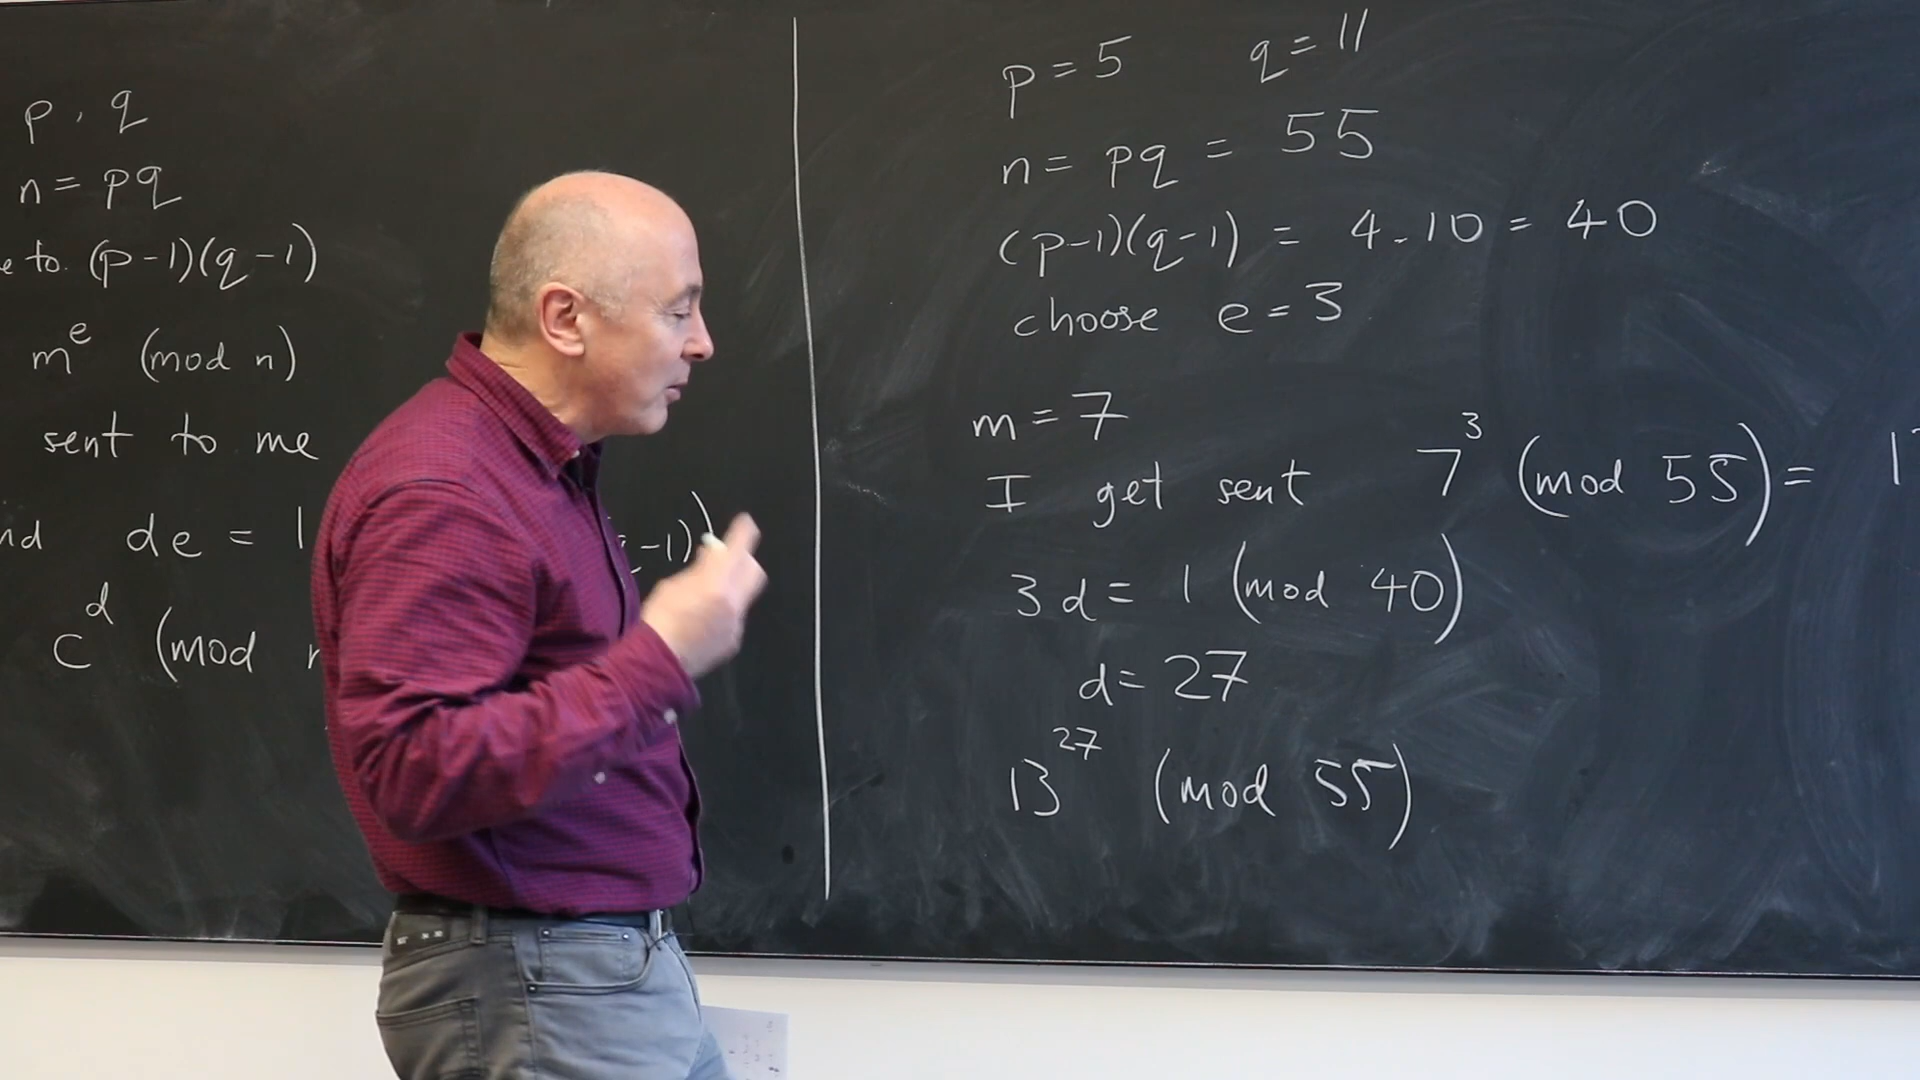 p, q
n = pq
e to (p-1)(q-1)
m^e (mod n)
sent to me
nd de = 1 -1)
c^d (mod
p = 5 q = 11
n = pq = 55
(p-1)(q-1) = 4.10 = 40
choose e = 3
m = 7
I get sent 7^3 (mod 55) = 1
3d = 1 (mod 40)
d = 27
13^27 (mod 55)